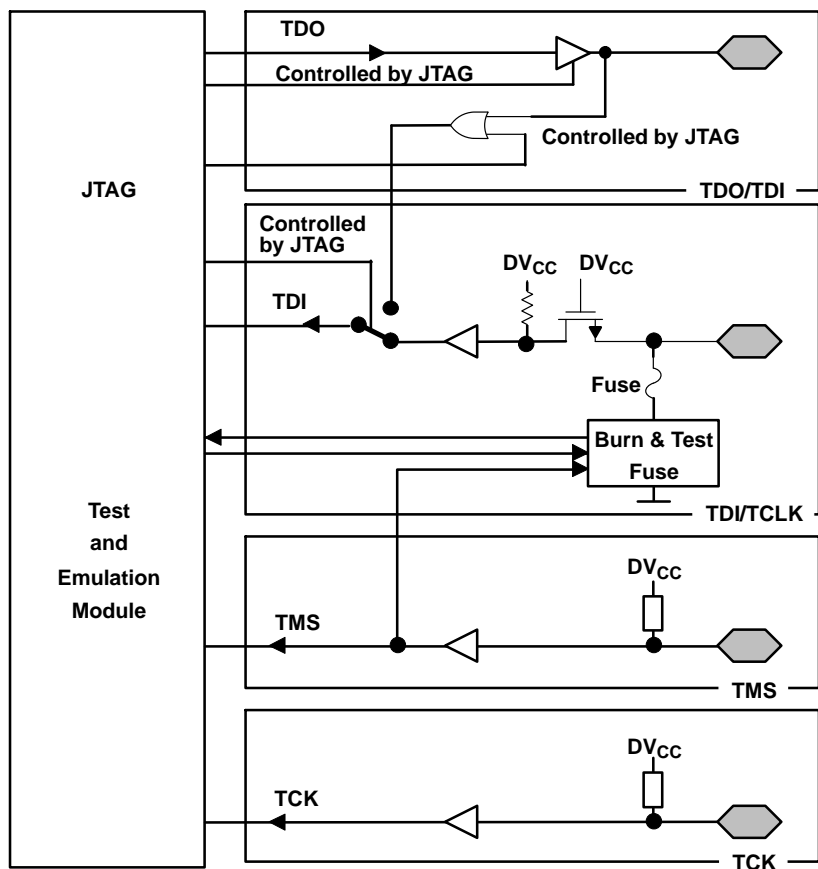 TDO
Controlled by JTAG
Controlled by JTAG
TDO/TDI
JTAG
Controlled
by JTAG
DVCC
DVCC
TDI
Fuse
Burn & Test
Fuse
TDI/TCLK
Test
and
Emulation
Module
DVCC
TMS
TMS
DVCC
TCK
TCK